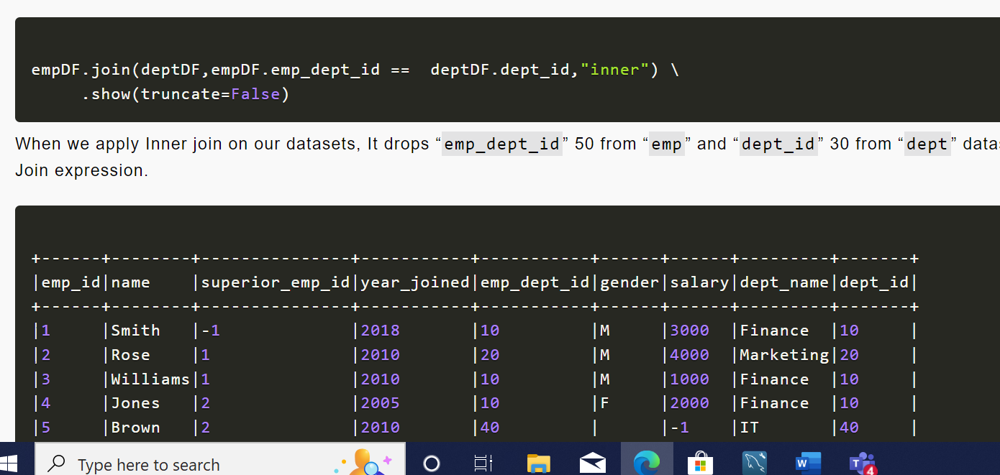 empDF.join(deptDF,empDF.emp_dept_id ==  deptDF.dept_id,"inner") \
     .show(truncate=False)
When we apply Inner join on our datasets, It drops “emp_dept_id” 50 from “emp” and “dept_id” 30 from “dept” datas
Join expression.
+------+--------+---------------+-----------+-----------+------+------+---------+-------+
|emp_id|name    |superior_emp_id|year_joined|emp_dept_id|gender|salary|dept_name|dept_id|
+------+--------+---------------+-----------+-----------+------+------+---------+-------+
|1     |Smith   |-1             |2018       |10         |M     |3000  |Finance  |10     |
|2     |Rose    |1              |2010       |20         |M     |4000  |Marketing|20     |
|3     |Williams|1              |2010       |10         |M     |1000  |Finance  |10     |
|4     |Jones   |2              |2005       |10         |F     |2000  |Finance  |10     |
|5     |Brown   |2              |2010       |40         |      |-1    |IT       |40     |
Type here to search
W
T
4